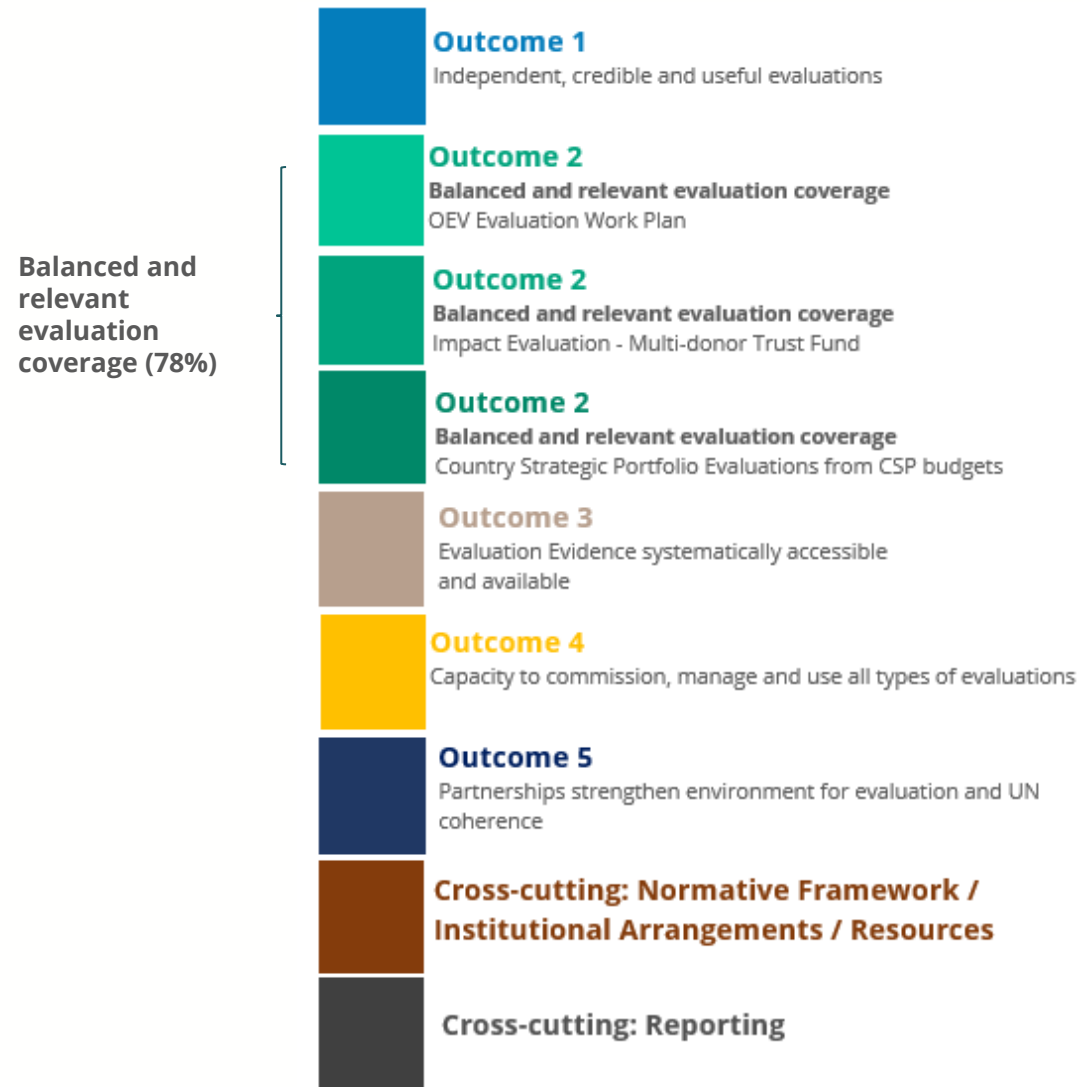 Outcome 1
Independent, credible and useful evaluations
Outcome 2
Balanced and relevant evaluation coverage
OEV Evaluation Work Plan
Balanced and
relevant
evaluation
coverage (78%)
Outcome 2
Balanced and relevant evaluation coverage
Impact Evaluation - Multi-donor Trust Fund
Outcome 2
Balanced and relevant evaluation coverage
Country Strategic Portfolio Evaluations from CSP budgets
Outcome 3
Evaluation Evidence systematically accessible
and available
Outcome 4
Capacity to commission, manage and use all types of evaluations
Outcome 5
Partnerships strengthen environment for evaluation and UN
coherence
Cross-cutting: Normative Framework /
Institutional Arrangements / Resources
Cross-cutting: Reporting